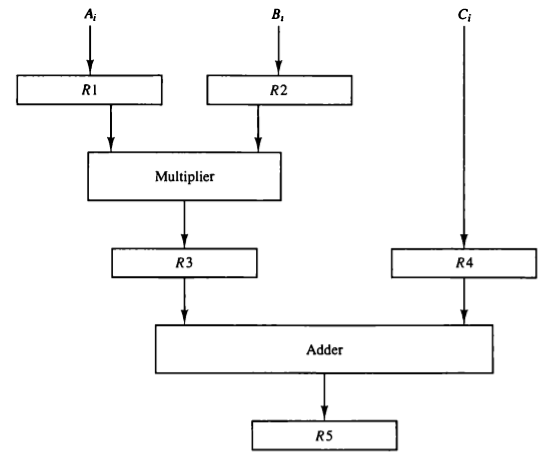 Ai Bi Ci
R1 R2
Multiplier
R3 R4
Adder
R5